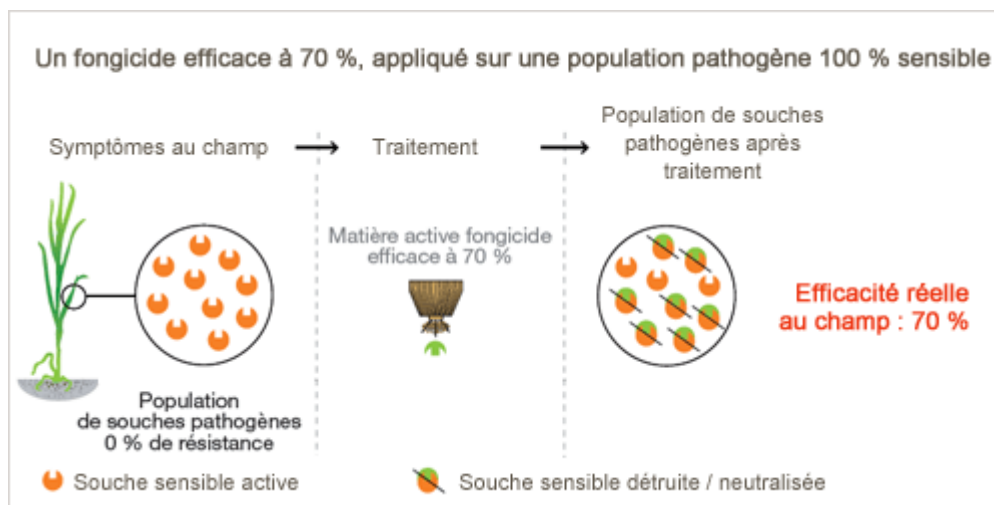 Un fongicide efficace à 70 %, appliqué sur une population pathogène 100 % sensible
Symptômes au champ
Traitement
Population de souches
pathogènes après
traitement
Matière active fongicide
efficace à 70 %
Efficacité réelle
au champ : 70 %
Population
de souches pathogènes
0 % de résistance
Souche sensible active
Souche sensible détruite / neutralisée